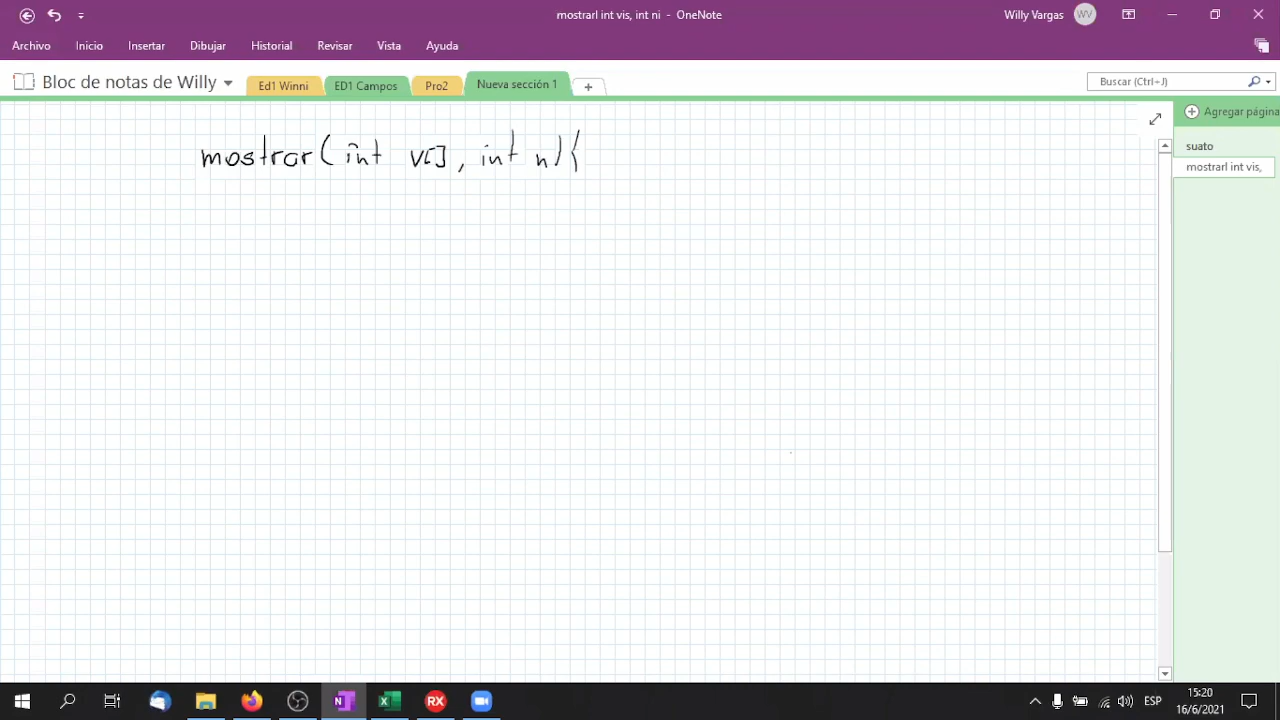 mostrarl int vis, int ni - OneNote
Willy Vargas WV
Archivo Inicio Insertar Dibujar Historial Revisar Vista Ayuda
Bloc de notas de Willy Ed1 Winni ED1 Campos Pro2 Nueva sección 1 + Buscar (Ctrl+J)
Agregar página
mostrar(int v[], int n){
suato
mostrarl int vis,
N X RX
ESP
15:20
16/6/2021